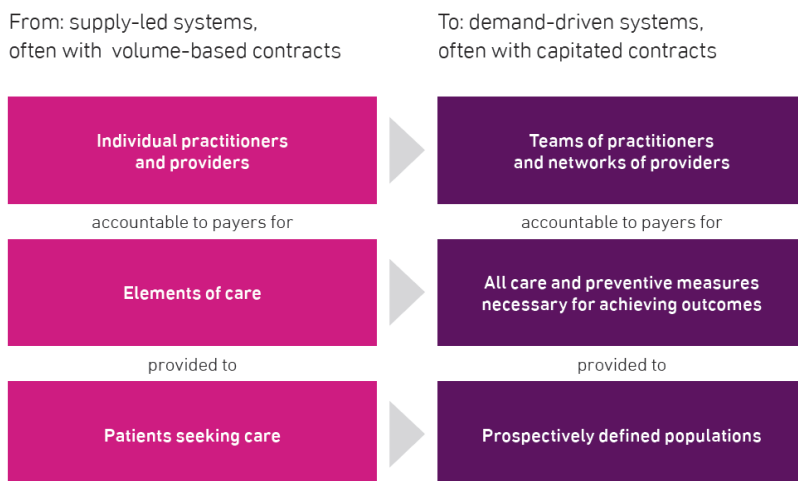 From: supply-led systems,
often with volume-based contracts
To: demand-driven systems,
often with capitated contracts
Individual practitioners
and providers
Teams of practitioners
and networks of providers
accountable to payers for
accountable to payers for
Elements of care
All care and preventive measures
necessary for achieving outcomes
provided to
provided to
Patients seeking care
Prospectively defined populations